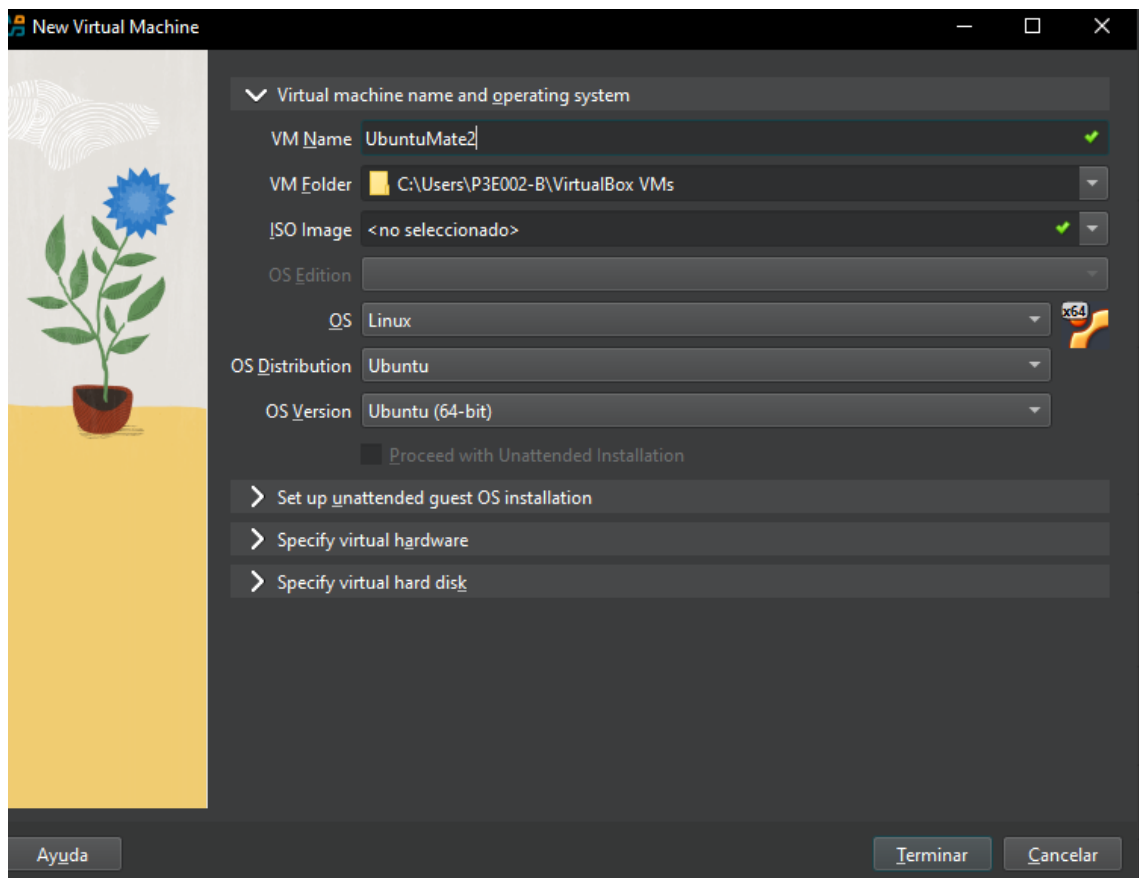 New Virtual Machine
Virtual machine name and operating system
VM Name UbuntuMate2
VM Folder C:\Users\P3E002-B\VirtualBox VMs
ISO Image <no seleccionado>
OS Edition
OS Linux
x64
OS Distribution Ubuntu
OS Version Ubuntu (64-bit)
Proceed with Unattended Installation
Set up unattended guest OS installation
Specify virtual hardware
Specify virtual hard disk
Ayuda Terminar Cancelar